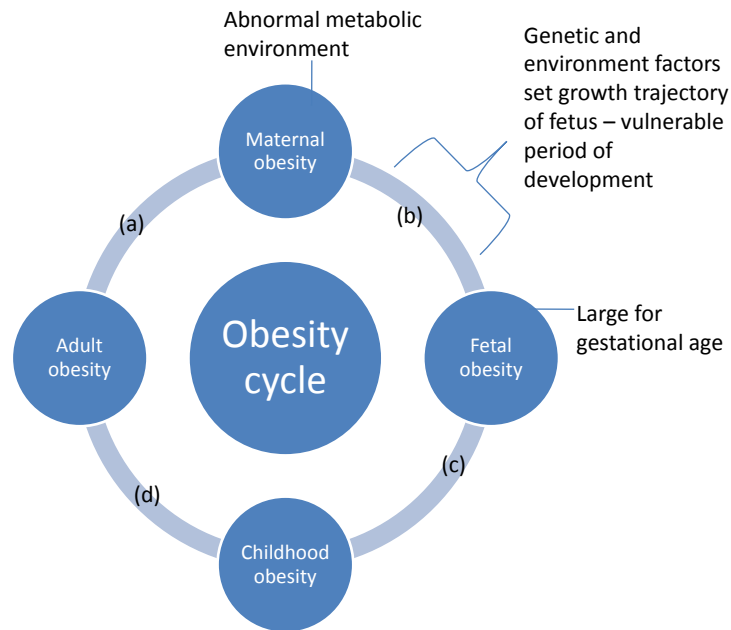 Abnormal metabolic
environment
Genetic and
environment factors
set growth trajectory
of fetus – vulnerable
period of
development
Maternal
obesity
(a)
(b)
Adult
obesity
Obesity
cycle
Fetal
obesity
Large for
gestational age
(d)
(c)
Childhood
obesity